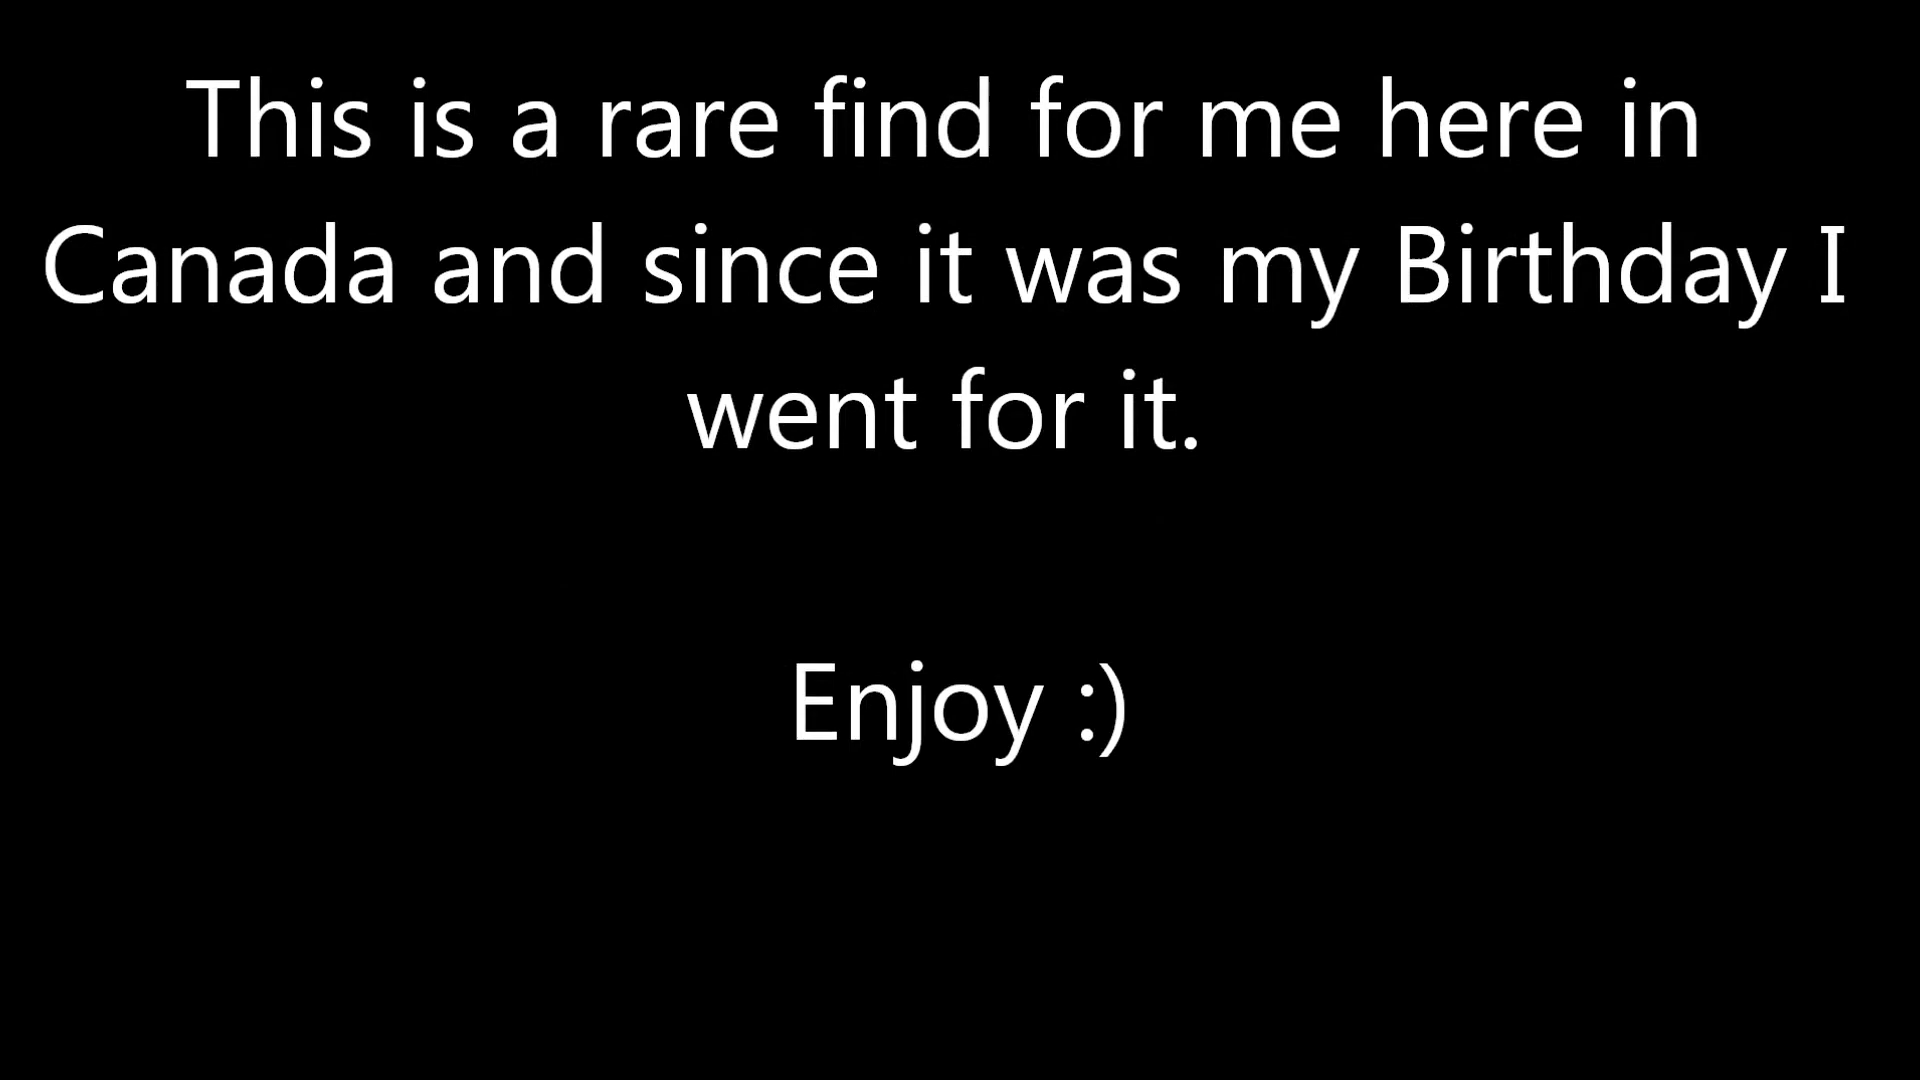 This is a rare find for me here in
Canada and since it was my Birthday I
went for it.
Enjoy :)